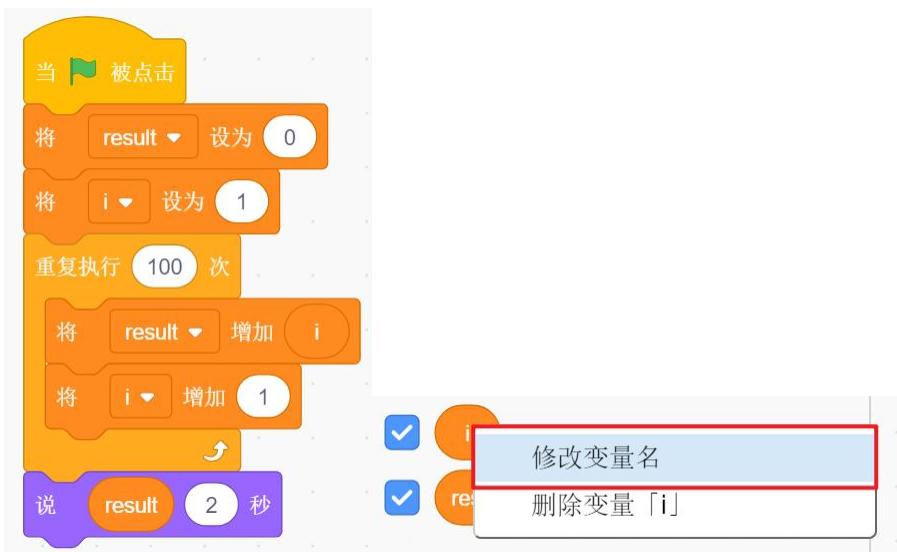 当 被点击
将 result 设为 0
将 i 设为 1
重复执行 100 次
将 result 增加 i
将 i 增加 1
说 result 2 秒
i
修改变量名
res
删除变量「i」